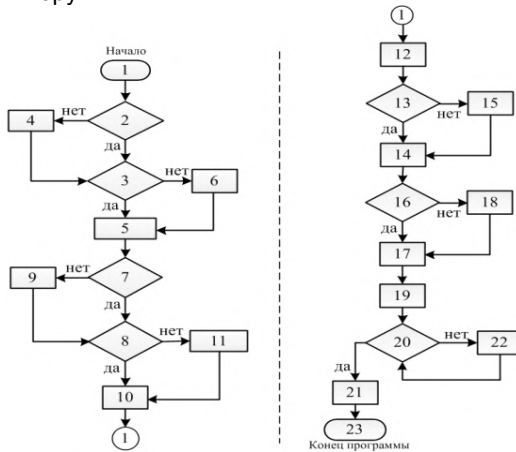 Начало
1
2
нет
4
да
3
нет
6
да
5
7
нет
9
да
8
нет
11
да
10
1
1
12
13
нет
15
да
14
16
нет
18
да
17
19
20
нет
22
да
21
23
Конец программы